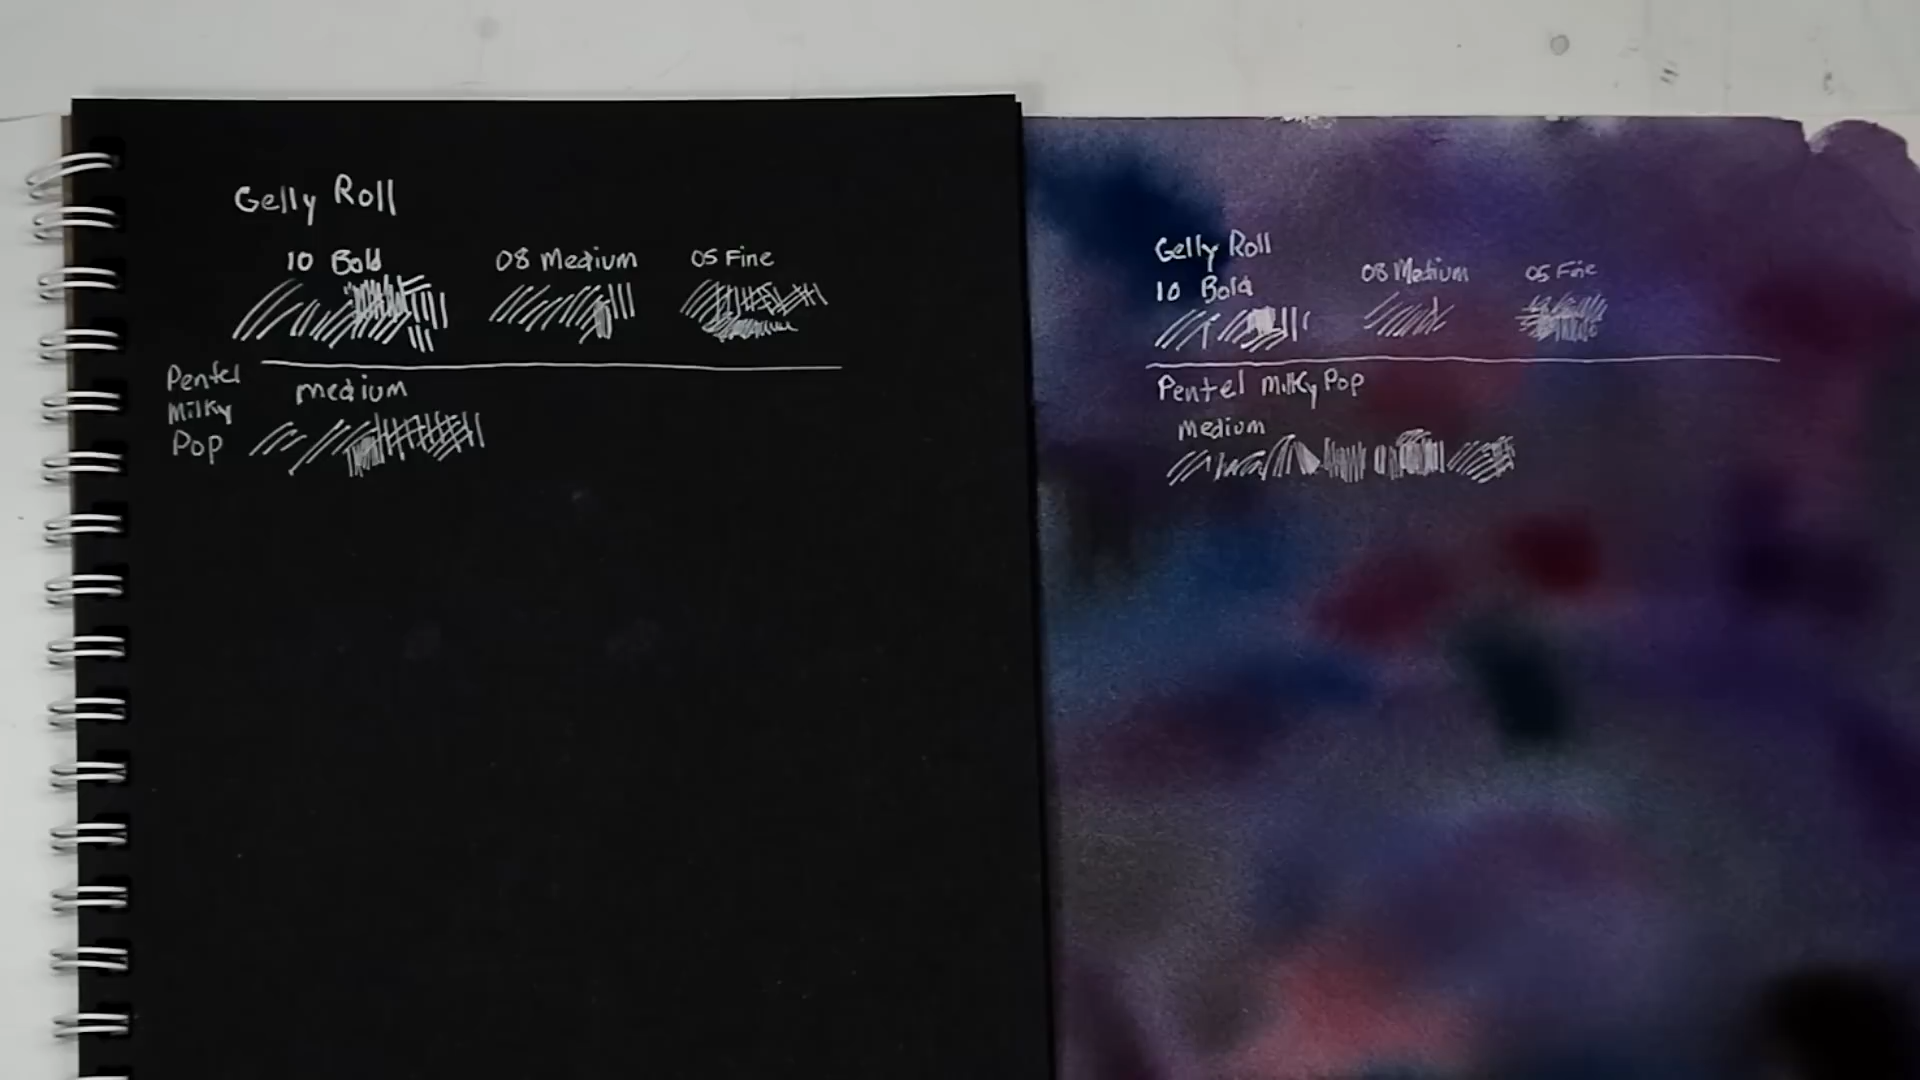 Gelly Roll
10 Bold 08 Medium 05 Fine
Pentel
Milky
Pop
medium
Gelly Roll
10 Bold 08 Medium 05 Fine
Pentel Milky Pop
Medium